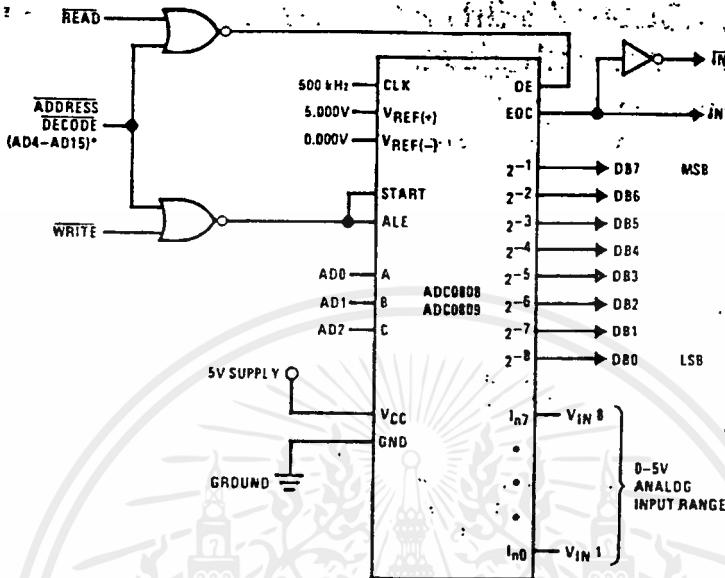 READ
ADDRESS
DECODE
(AD4-AD15)*
WRITE
500 kHz
CLK
5.000V
VREF(+)
0.000V
VREF(-)
START
ALE
AD0
A
AD1
B
AD2
C
ADC0808
ADC0809
5V SUPPLY
VCC
GND
GROUND
OE
EOC
2-1 DB7 MSB
2-2 DB6
2-3 DB5
2-4 DB4
2-5 DB3
2-6 DB2
2-7 DB1
2-8 DB0 LSB
In7 VIN 8
0-5V
ANALOG
INPUT RANGE
In0 VIN 1